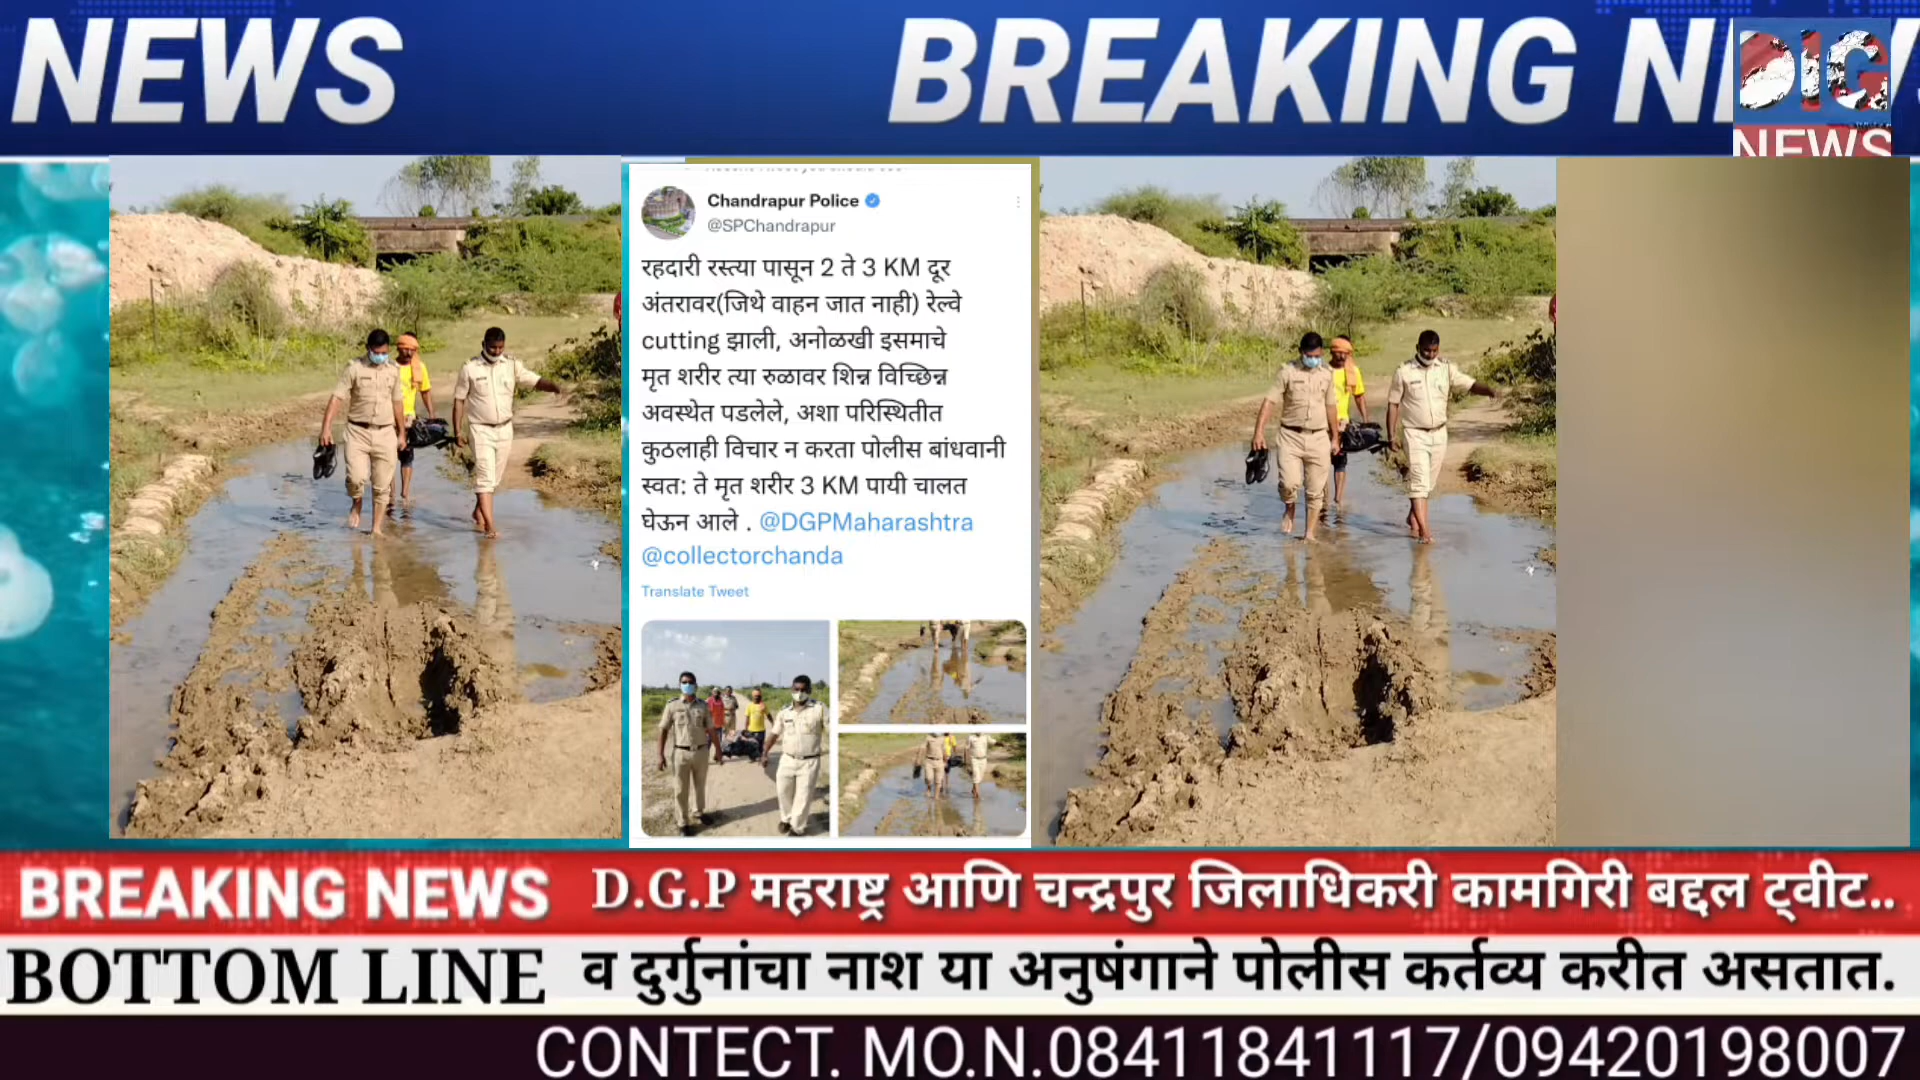 NEWS
BREAKING NEWS
DIG
NEWS
Chandrapur Police
@SPChandrapur
रहदारी रस्त्या पासून 2 ते 3 KM दूर
अंतरावर(जिथे वाहन जात नाही) रेल्वे
cutting झाली, अनोळखी इसमाचे
मृत शरीर त्या रुळावर शिन्न विच्छिन्न
अवस्थेत पडलेले, अशा परिस्थितीत
कुठलाही विचार न करता पोलीस बांधवानी
स्वत: ते मृत शरीर 3 KM पायी चालत
घेऊन आले . @DGPMaharashtra
@collectorchanda
Translate Tweet
BREAKING NEWS D.G.P महराष्ट्र आणि चन्द्रपुर जिलाधिकरी कामगिरी बद्दल ट्वीट..
BOTTOM LINE व दुर्गुनांचा नाश या अनुषंगाने पोलीस कर्तव्य करीत असतात.
CONTECT. MO.N.08411841117/09420198007